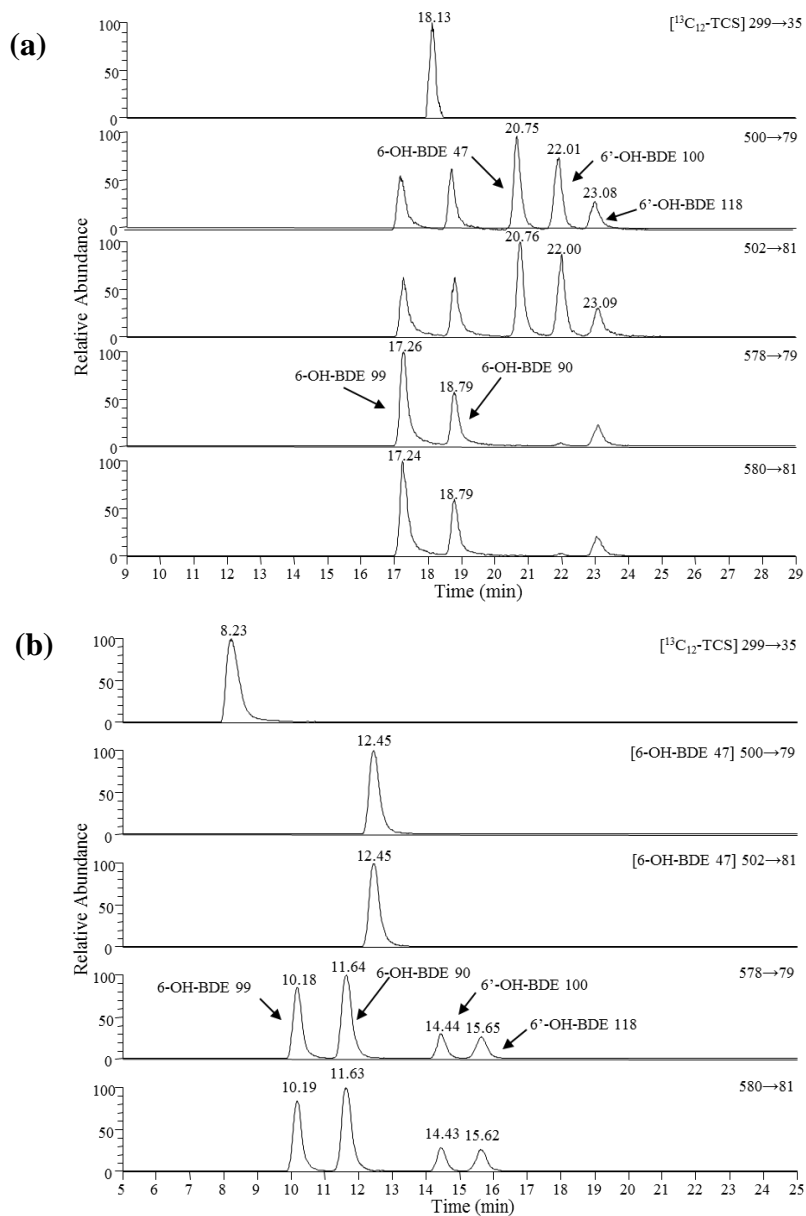 (a)
18.13
[¹³C₁₂-TCS] 299→35
100
50
0
20.75
500→79
6-OH-BDE 47
22.01
6'-OH-BDE 100
23.08
6'-OH-BDE 118
100
50
0
20.76
502→81
22.00
23.09
100
50
0
17.26
578→79
6-OH-BDE 99
6-OH-BDE 90
18.79
100
50
0
17.24
580→81
18.79
100
50
0
Relative Abundance
9 10 11 12 13 14 15 16 17 18 19 20 21 22 23 24 25 26 27 28 29
Time (min)
(b)
8.23
[¹³C₁₂-TCS] 299→35
100
50
0
12.45
[6-OH-BDE 47] 500→79
100
50
0
12.45
[6-OH-BDE 47] 502→81
100
50
0
578→79
10.18
11.64
6-OH-BDE 99
6-OH-BDE 90
6'-OH-BDE 100
14.44
15.65
6'-OH-BDE 118
100
50
0
11.63
580→81
10.19
14.43
15.62
100
50
0
Relative Abundance
5 6 7 8 9 10 11 12 13 14 15 16 17 18 19 20 21 22 23 24 25
Time (min)